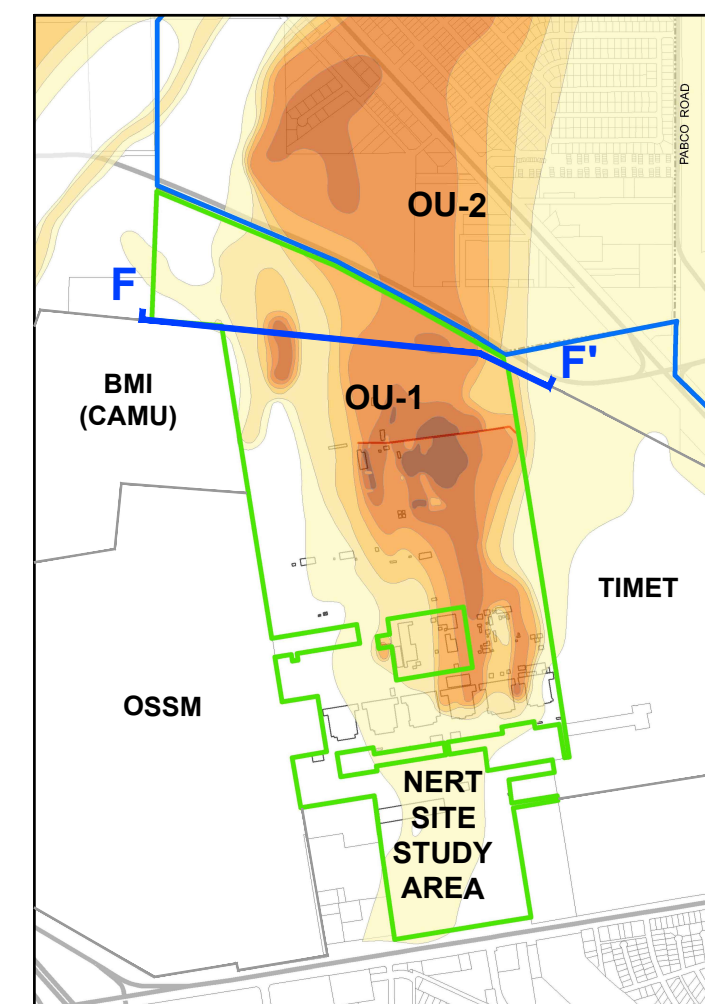 PABCO ROAD
OU-2
F
F'
BMI
(CAMU)
OU-1
TIMET
OSSM
NERT
SITE
STUDY
AREA